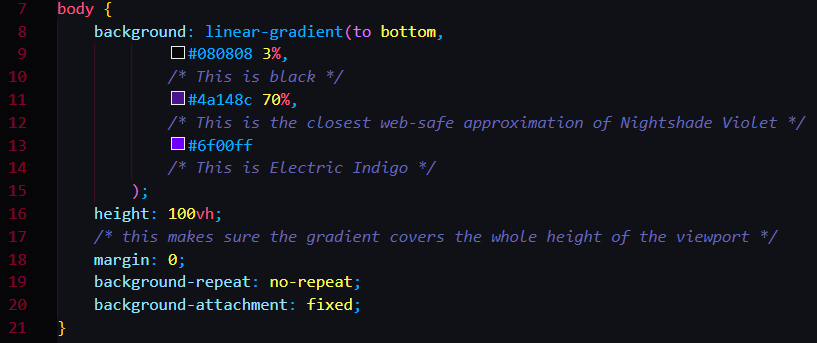 7 body {
8 background: linear-gradient(to bottom,
9 #080808 3%,
10 /* This is black */
11 #4a148c 70%,
12 /* This is the closest web-safe approximation of Nightshade Violet */
13 #6f00ff
14 /* This is Electric Indigo */
15 );
16 height: 100vh;
17 /* this makes sure the gradient covers the whole height of the viewport */
18 margin: 0;
19 background-repeat: no-repeat;
20 background-attachment: fixed;
21 }